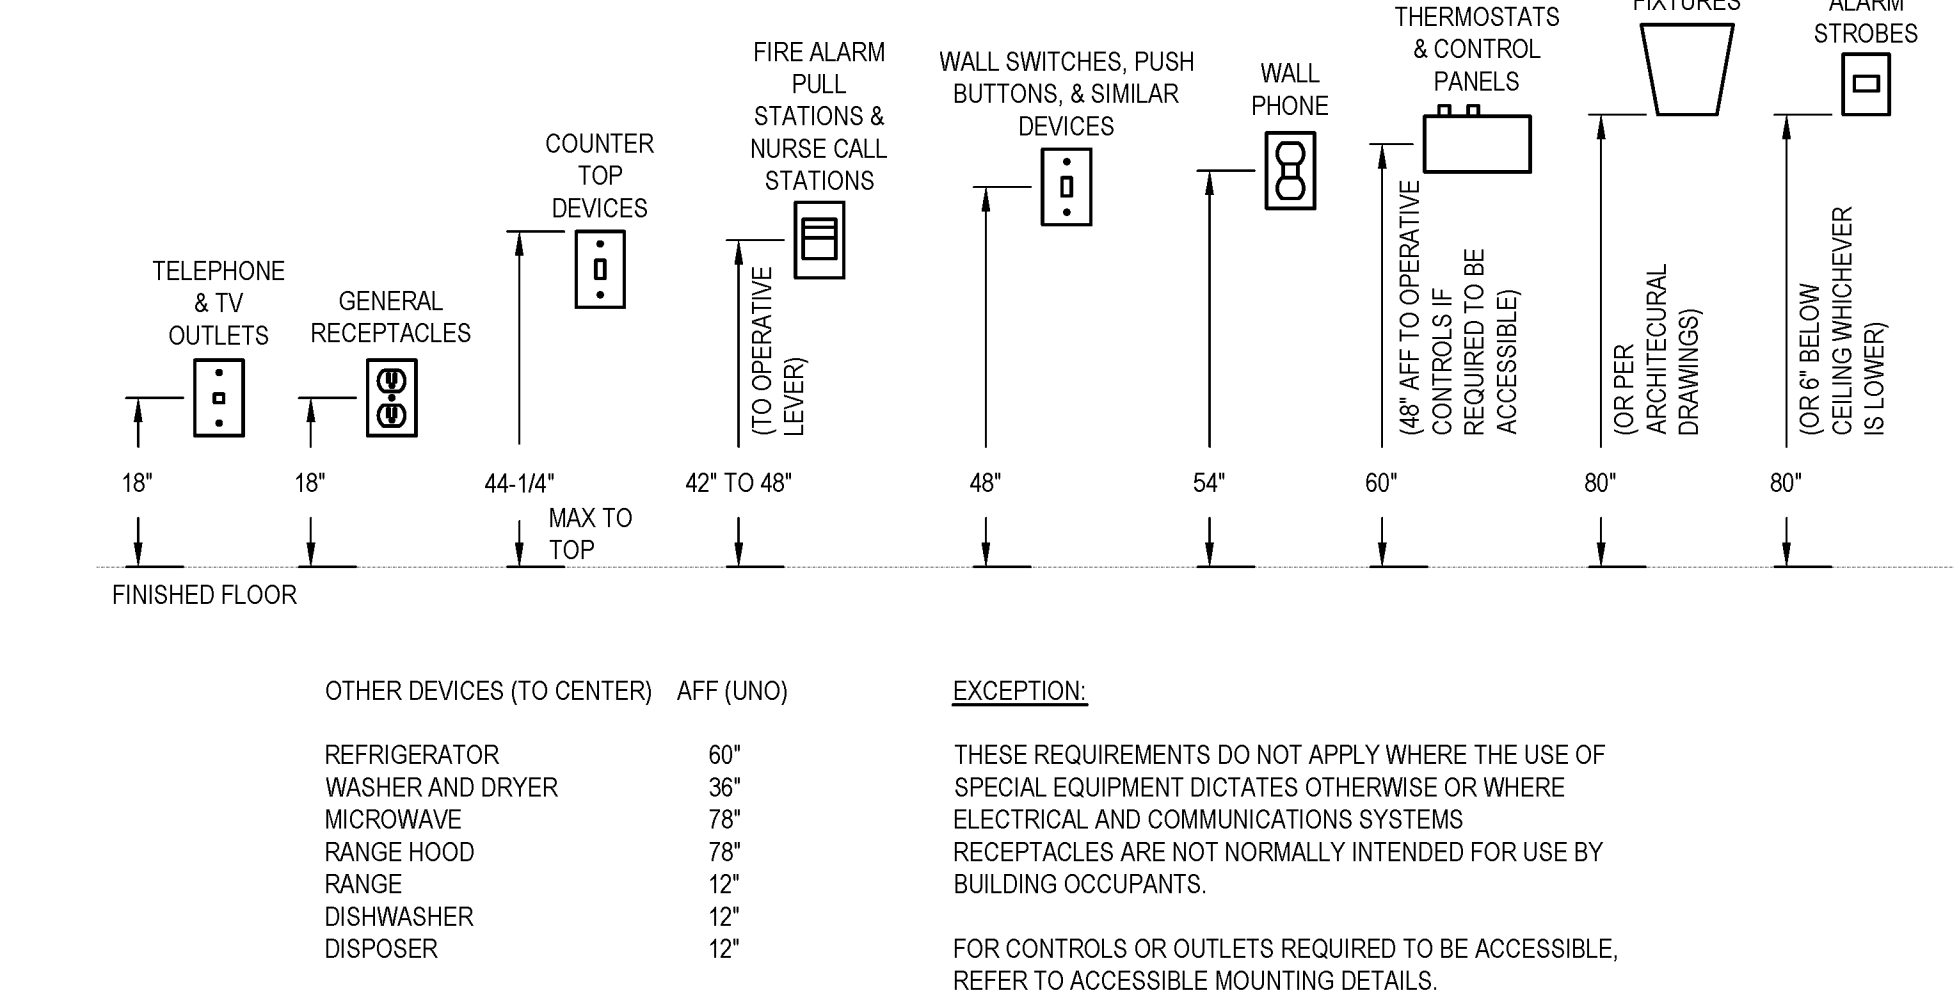 TELEPHONE
& TV
OUTLETS
GENERAL
RECEPTACLES
COUNTER
TOP
DEVICES
FIRE ALARM
PULL
STATIONS &
NURSE CALL
STATIONS
WALL SWITCHES, PUSH
BUTTONS, & SIMILAR
DEVICES
WALL
PHONE
THERMOSTATS
& CONTROL
PANELS
FIXTURES
ALARM
STROBES
(TO OPERATIVE
LEVER)
(48" AFF TO OPERATIVE
CONTROLS IF
REQUIRED TO BE
ACCESSIBLE)
(OR PER
ARCHITECURAL
DRAWINGS)
(OR 6" BELOW
CEILING WHICHEVER
IS LOWER)
18"
18"
44-1/4"
42" TO 48"
48"
54"
60"
80"
80"
MAX TO
TOP
FINISHED FLOOR
OTHER DEVICES (TO CENTER) AFF (UNO)
REFRIGERATOR 60"
WASHER AND DRYER 36"
MICROWAVE 78"
RANGE HOOD 78"
RANGE 12"
DISHWASHER 12"
DISPOSER 12"
EXCEPTION:
THESE REQUIREMENTS DO NOT APPLY WHERE THE USE OF
SPECIAL EQUIPMENT DICTATES OTHERWISE OR WHERE
ELECTRICAL AND COMMUNICATIONS SYSTEMS
RECEPTACLES ARE NOT NORMALLY INTENDED FOR USE BY
BUILDING OCCUPANTS.
FOR CONTROLS OR OUTLETS REQUIRED TO BE ACCESSIBLE,
REFER TO ACCESSIBLE MOUNTING DETAILS.